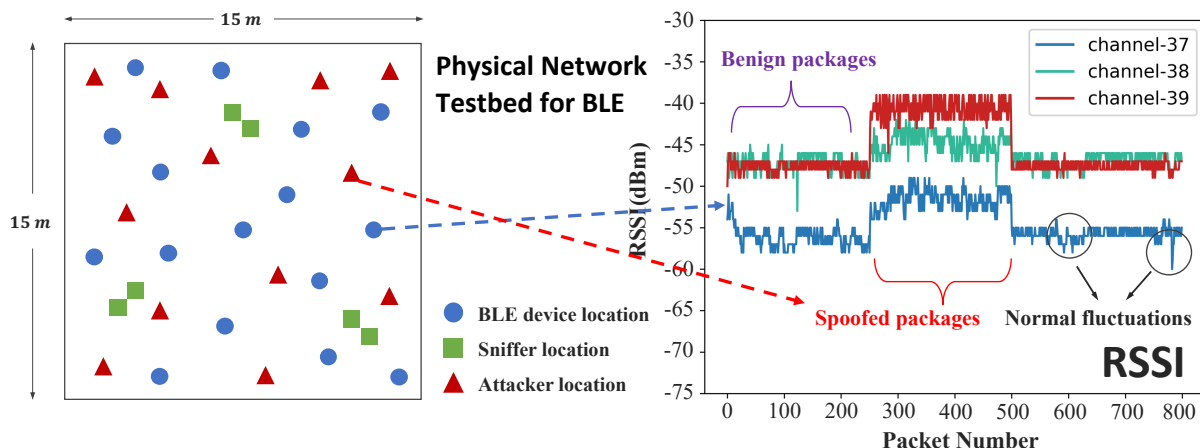 15 m
15 m
Physical Network
Testbed for BLE
BLE device location
Sniffer location
Attacker location
-30
-35
-40
-45
-50
-55
-60
-65
-70
-75
RSSI(dBm)
channel-37
channel-38
channel-39
Benign packages
Spoofed packages
Normal fluctuations
RSSI
0
100
200
300
400
500
600
700
800
Packet Number